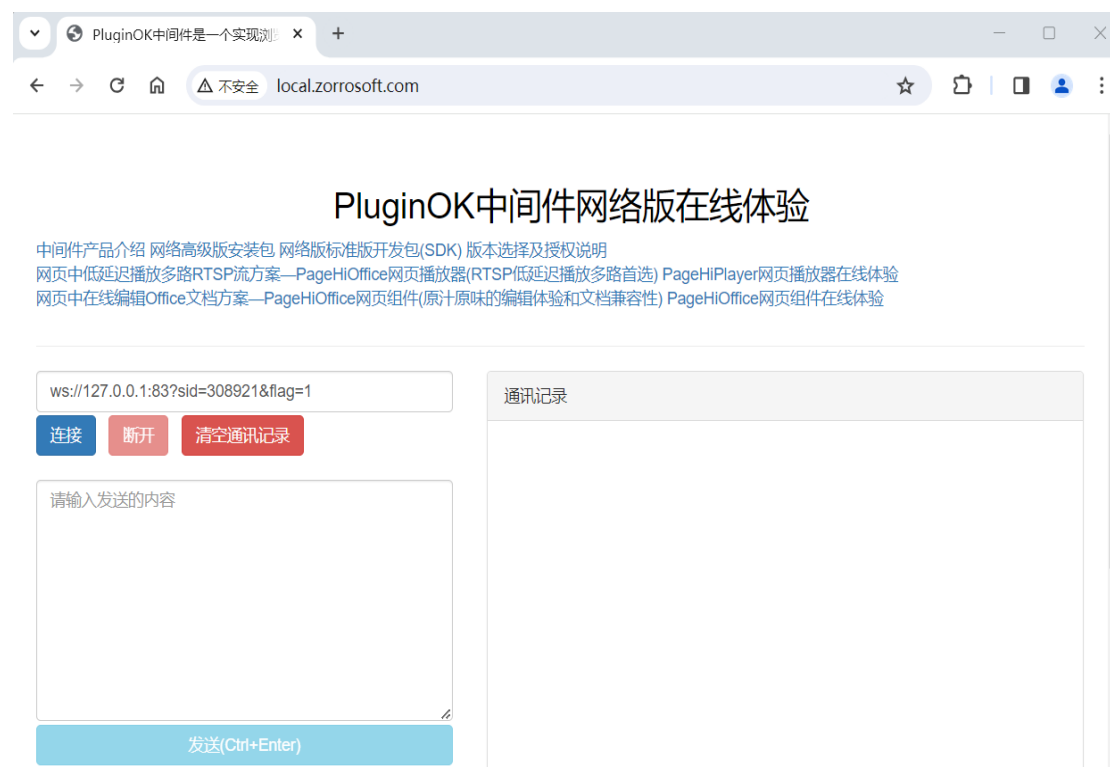 PluginOK中间件是一个实现浏
不安全 local.zorrosoft.com
PluginOK中间件网络版在线体验
中间件产品介绍 网络高级版安装包 网络版标准版开发包(SDK) 版本选择及授权说明
网页中低延迟播放多路RTSP流方案—PageHiOffice网页播放器(RTSP低延迟播放多路首选) PageHiPlayer网页播放器在线体验
网页中在线编辑Office文档方案—PageHiOffice网页组件(原汁原味的编辑体验和文档兼容性) PageHiOffice网页组件在线体验
ws://127.0.0.1:83?sid=308921&flag=1
连接 断开 清空通讯记录
请输入发送的内容
发送(Ctrl+Enter)
通讯记录